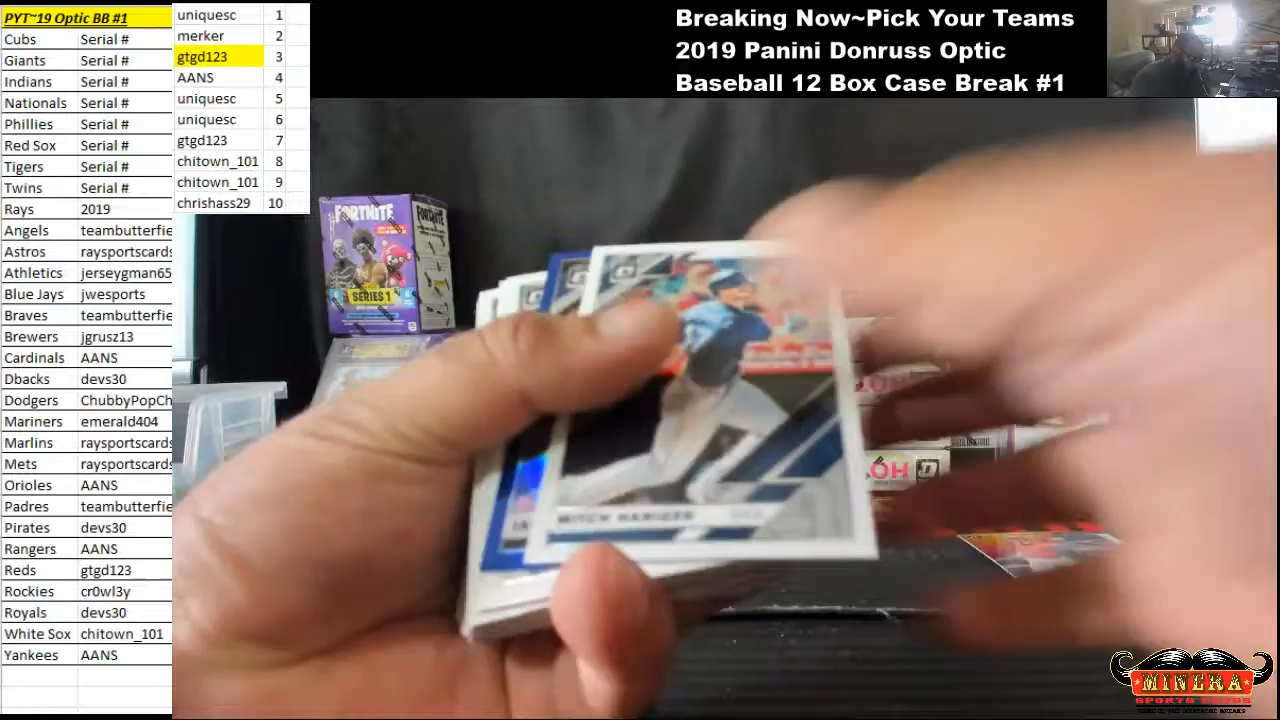 PYT~19 Optic BB #1
Cubs Serial #
Giants Serial #
Indians Serial #
Nationals Serial #
Phillies Serial #
Red Sox Serial #
Tigers Serial #
Twins Serial #
Rays 2019
Angels teambutterfie
Astros raysportscards
Athletics jerseygman65
Blue Jays jwesports
Braves teambutterfie
Brewers jgrusz13
Cardinals AANS
Dbacks devs30
Dodgers ChubbyPopCh
Mariners emerald404
Marlins raysportscards
Mets raysportscards
Orioles AANS
Padres teambutterfie
Pirates devs30
Rangers AANS
Reds gtgd123
Rockies cr0wl3y
Royals devs30
White Sox chitown_101
Yankees AANS
uniquesc 1
merker 2
gtgd123 3
AANS 4
uniquesc 5
uniquesc 6
gtgd123 7
chitown_101 8
chitown_101 9
chrishass29 10
Breaking Now~Pick Your Teams
2019 Panini Donruss Optic
Baseball 12 Box Case Break #1
FORTNITE
SERIES 1
MITCH HANIGER
MINERA
SPORTS CARDS